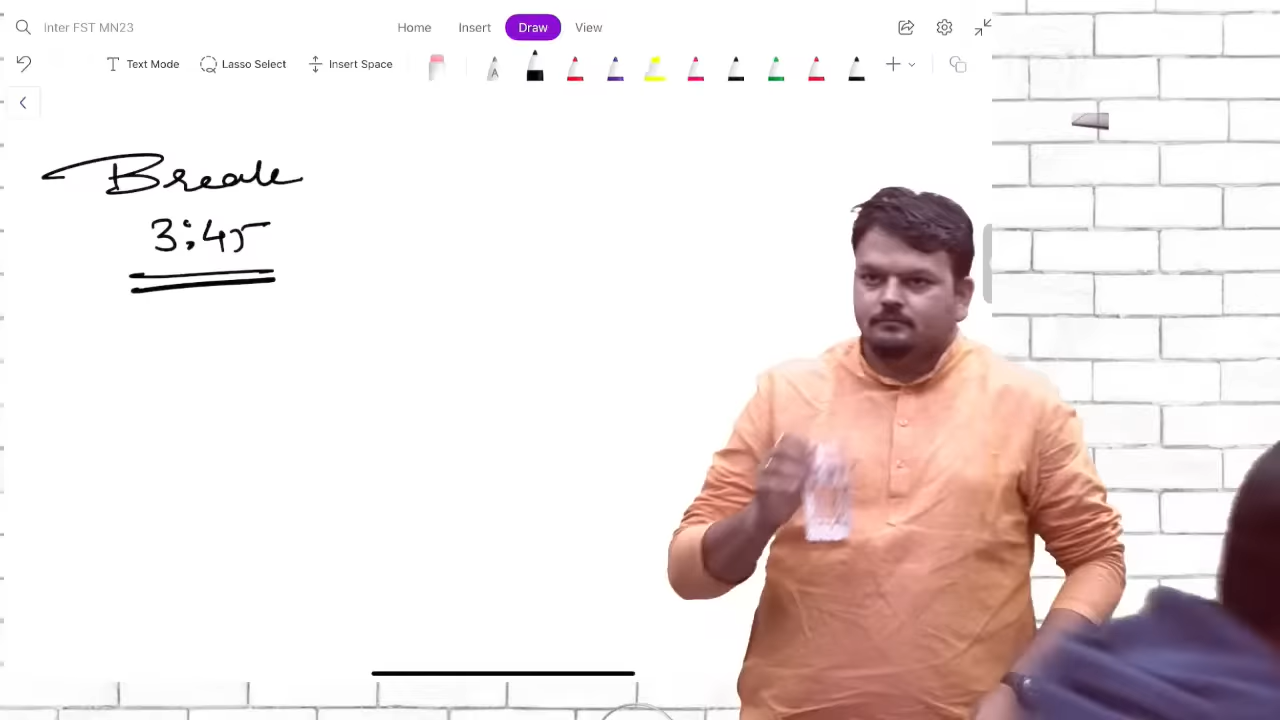 Inter FST MN23
Home Insert Draw View
Text Mode Lasso Select Insert Space
A
Break
3:45